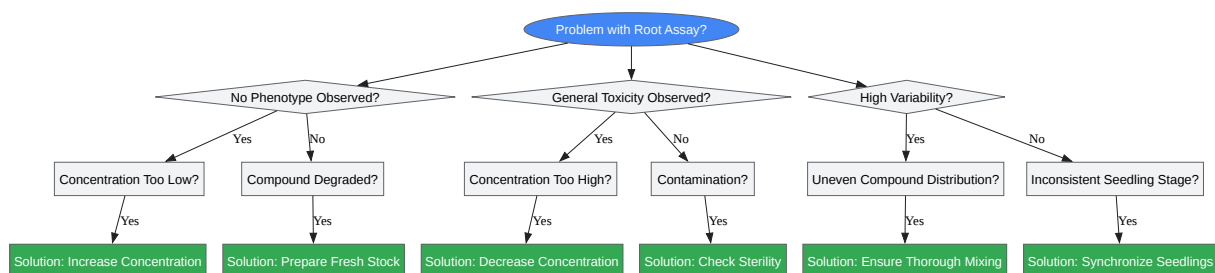 Problem with Root Assay?
No Phenotype Observed?
General Toxicity Observed?
High Variability?
Yes
No
Yes
No
Yes
No
Concentration Too Low?
Compound Degraded?
Concentration Too High?
Contamination?
Uneven Compound Distribution?
Inconsistent Seedling Stage?
Yes
Yes
Yes
Yes
Yes
Yes
Solution: Increase Concentration
Solution: Prepare Fresh Stock
Solution: Decrease Concentration
Solution: Check Sterility
Solution: Ensure Thorough Mixing
Solution: Synchronize Seedlings